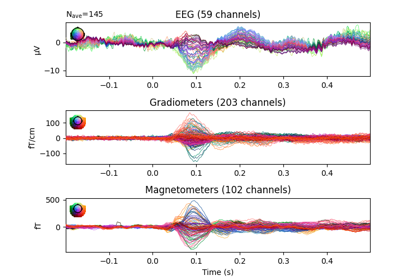 Nave=145
EEG (59 channels)
µV
0
−10
−0.1 0.0 0.1 0.2 0.3 0.4
Gradiometers (203 channels)
fT/cm
100
0
−100
−0.1 0.0 0.1 0.2 0.3 0.4
Magnetometers (102 channels)
fT
500
0
−0.1 0.0 0.1 0.2 0.3 0.4
Time (s)